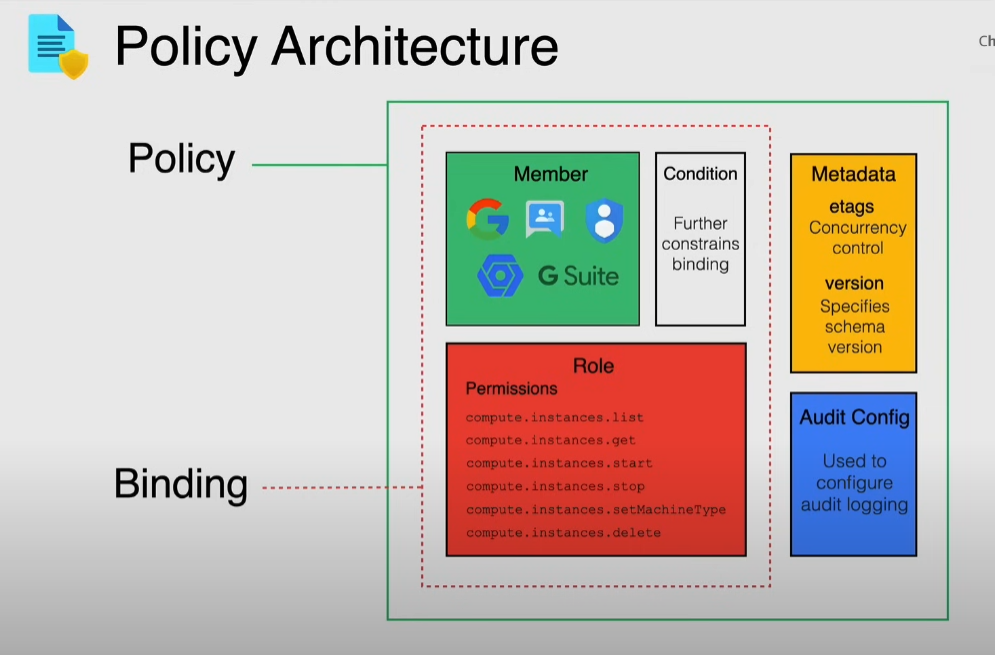 Policy Architecture
Ch
Policy
Member
G Suite
Condition
Further
constrains
binding
Metadata
etags
Concurrency
control
version
Specifies
schema
version
Role
Permissions
compute.instances.list
compute.instances.get
compute.instances.start
compute.instances.stop
compute.instances.setMachineType
compute.instances.delete
Audit Config
Used to
configure
audit logging
Binding